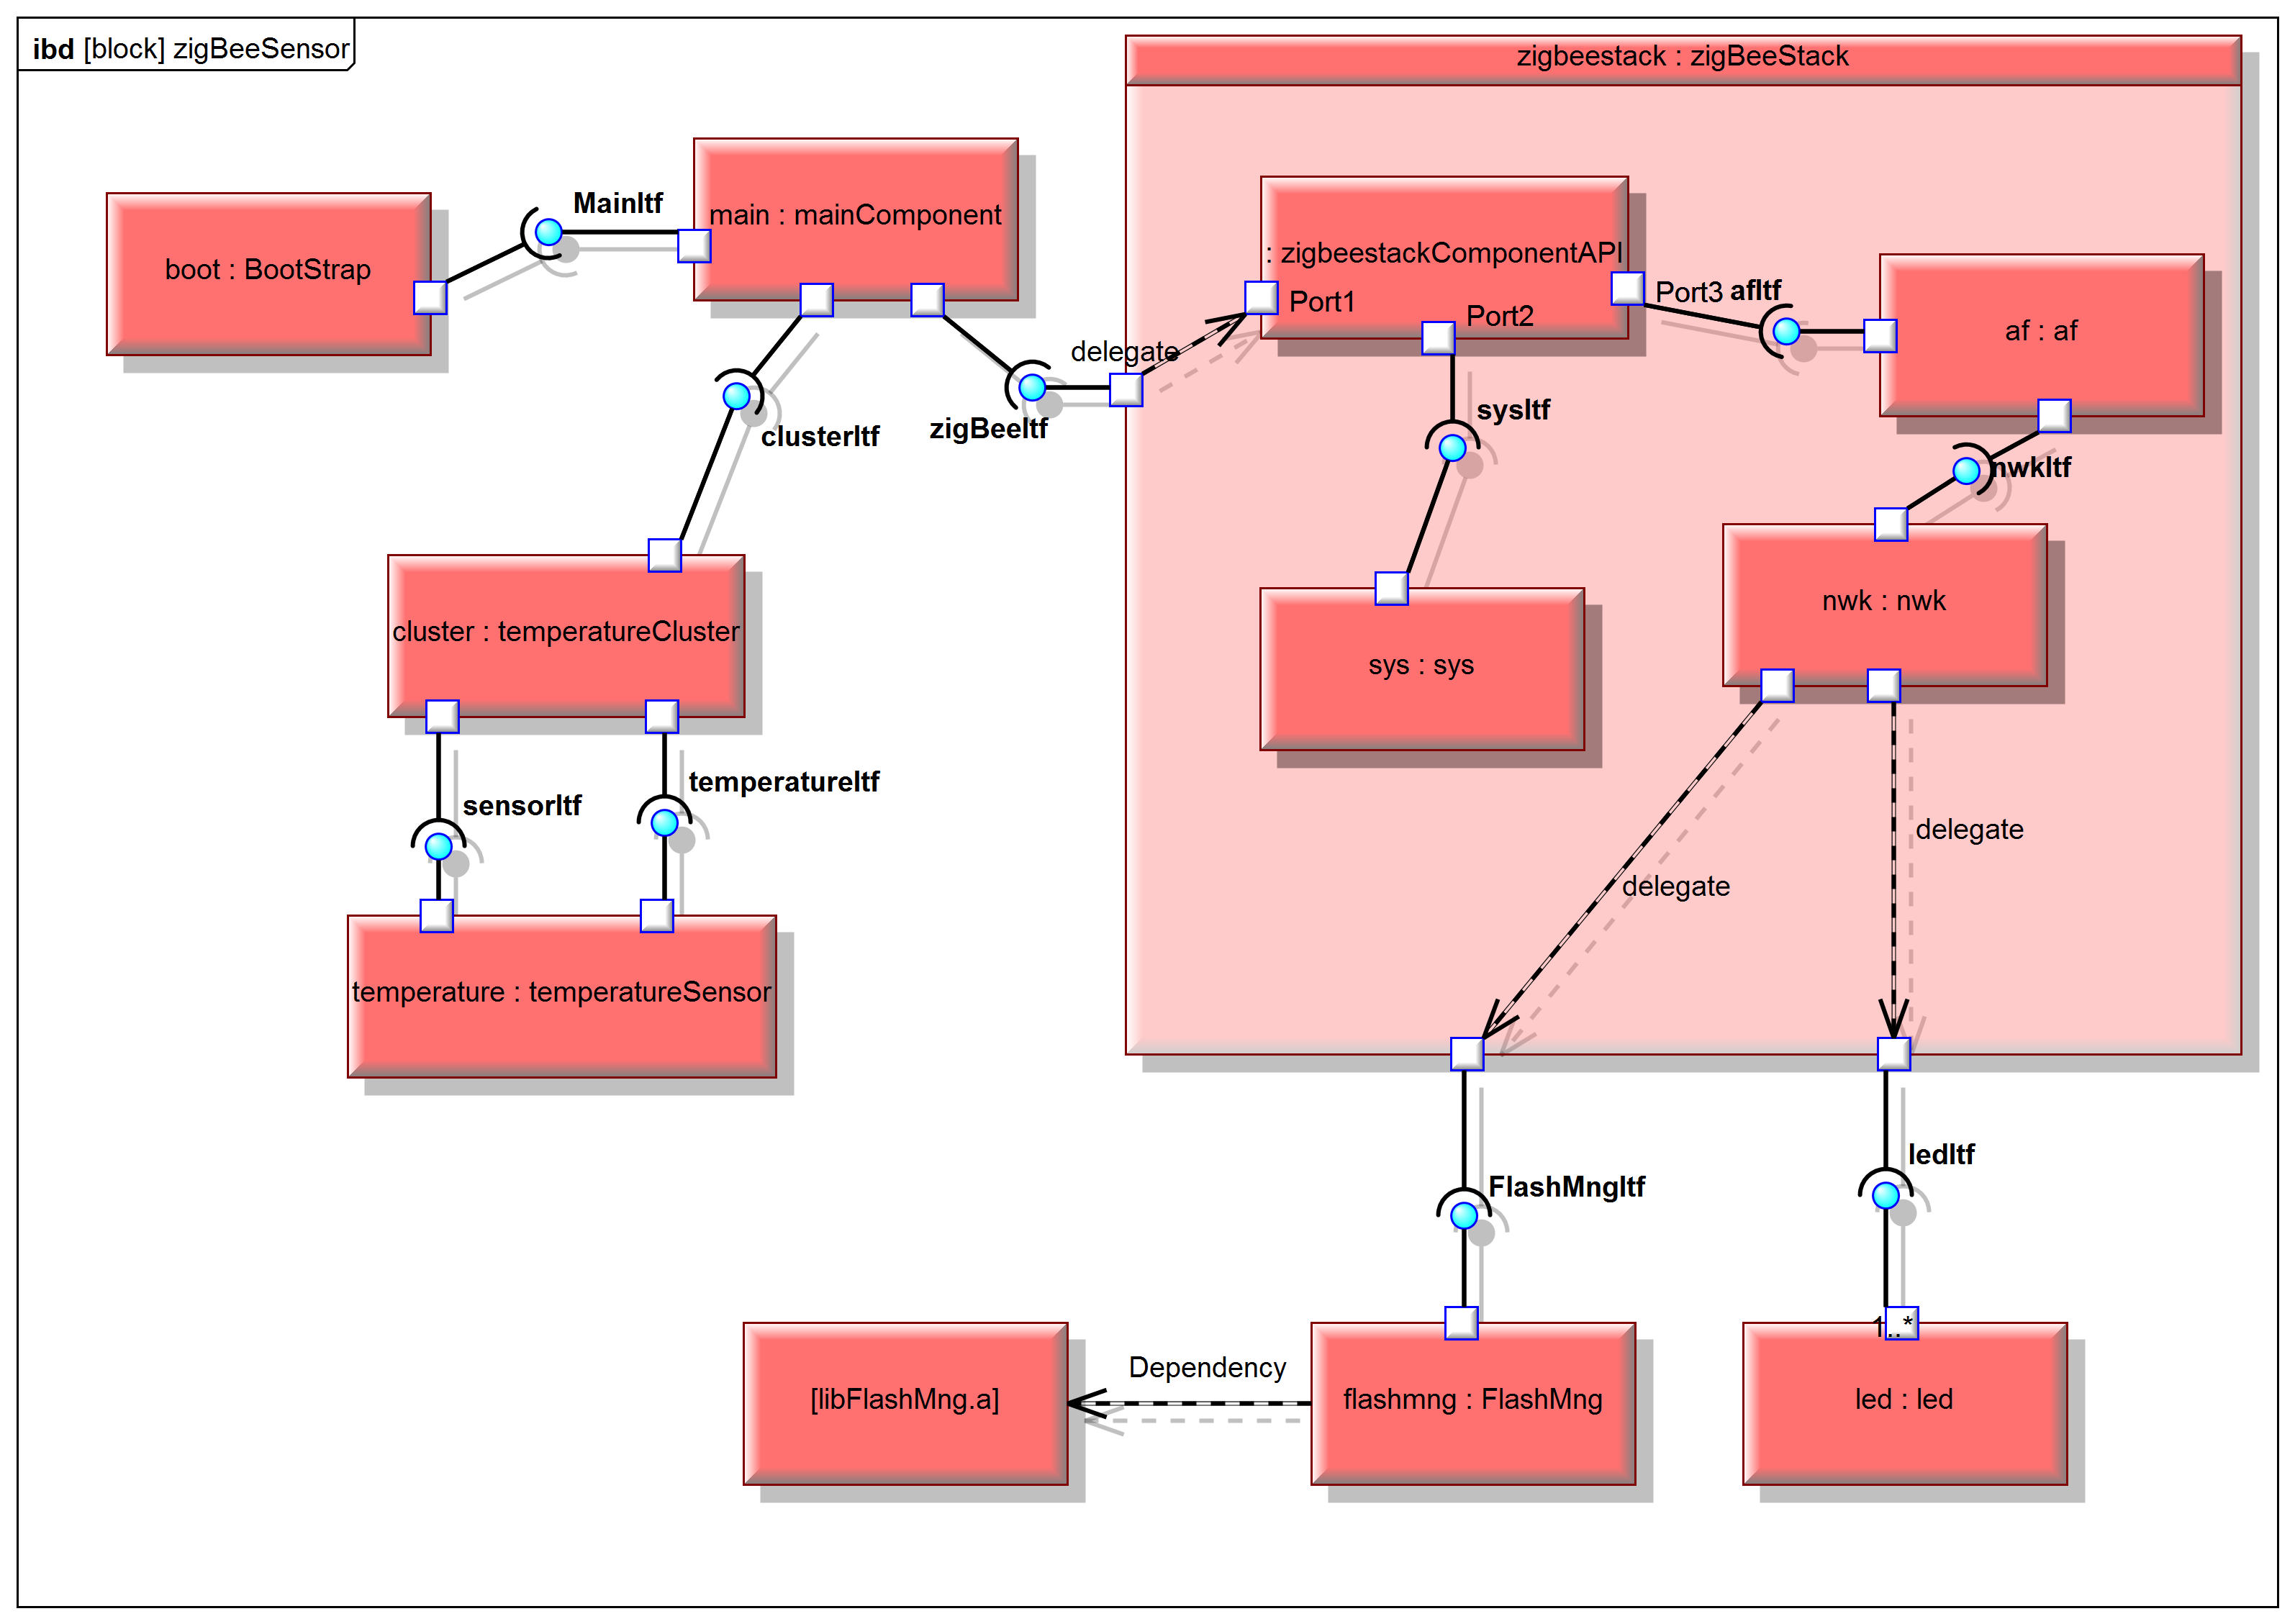 ibd [block] zigBeeSensor
zigbeestack : zigBeeStack
MainItf
main : mainComponent
boot : BootStrap
: zigbeestackComponentAPI
Port1
Port2
Port3
afItf
af : af
delegate
clusterItf
zigBeeItf
sysItf
nwkItf
cluster : temperatureCluster
sys : sys
nwk : nwk
sensorItf
temperatureItf
delegate
delegate
temperature : temperatureSensor
FlashMngItf
ledItf
1..*
Dependency
[libFlashMng.a]
flashmng : FlashMng
led : led